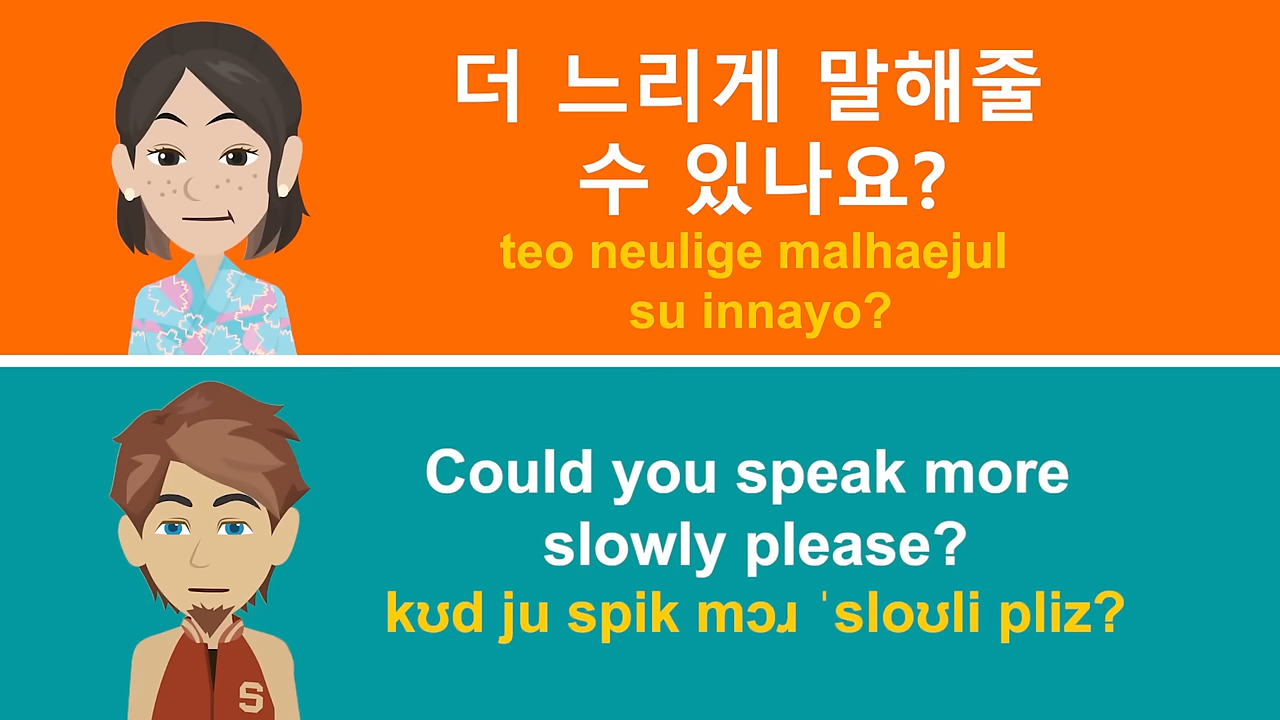 더 느리게 말해줄
수 있나요?
teo neulige malhaejul
su innayo?
Could you speak more
slowly please?
kʊd ju spik mɔɹ ˈsloʊli pliz?
S